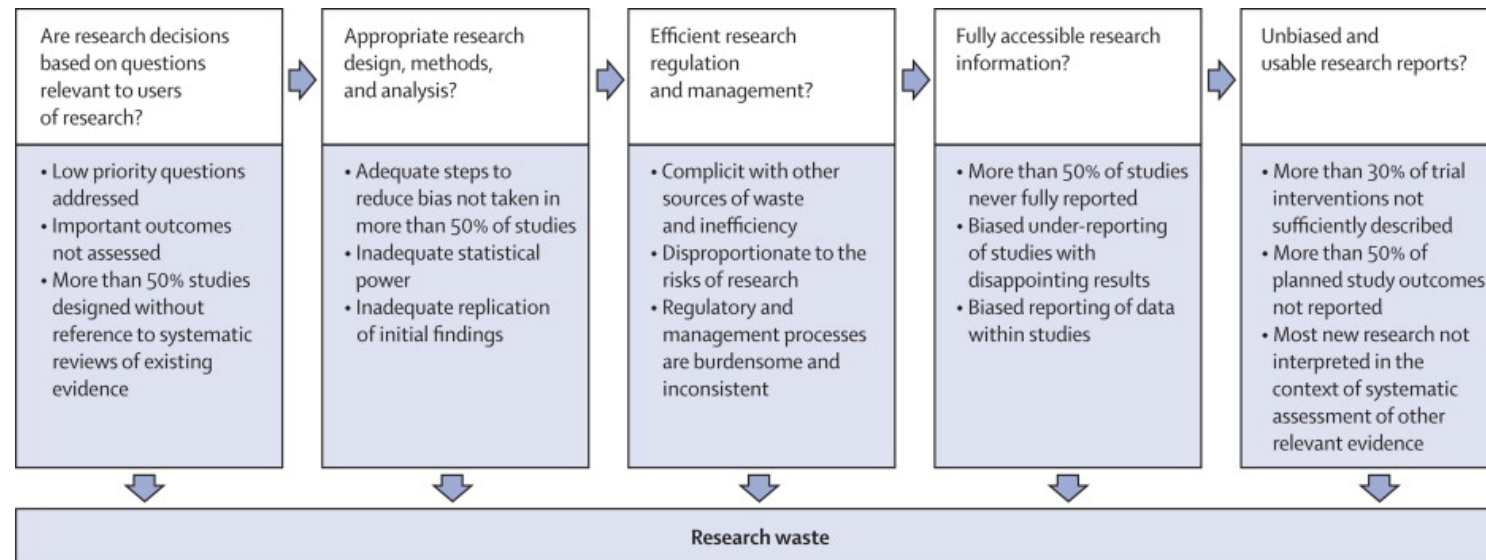 Are research decisions
based on questions
relevant to users
of research?
• Low priority questions
addressed
• Important outcomes
not assessed
• More than 50% studies
designed without
reference to systematic
reviews of existing
evidence
Appropriate research
design, methods,
and analysis?
• Adequate steps to
reduce bias not taken in
more than 50% of studies
• Inadequate statistical
power
• Inadequate replication
of initial findings
Efficient research
regulation
and management?
• Complicit with other
sources of waste
and inefficiency
• Disproportionate to the
risks of research
• Regulatory and
management processes
are burdensome and
inconsistent
Fully accessible research
information?
• More than 50% of studies
never fully reported
• Biased under-reporting
of studies with
disappointing results
• Biased reporting of data
within studies
Unbiased and
usable research reports?
• More than 30% of trial
interventions not
sufficiently described
• More than 50% of
planned study outcomes
not reported
• Most new research not
interpreted in the
context of systematic
assessment of other
relevant evidence
Research waste